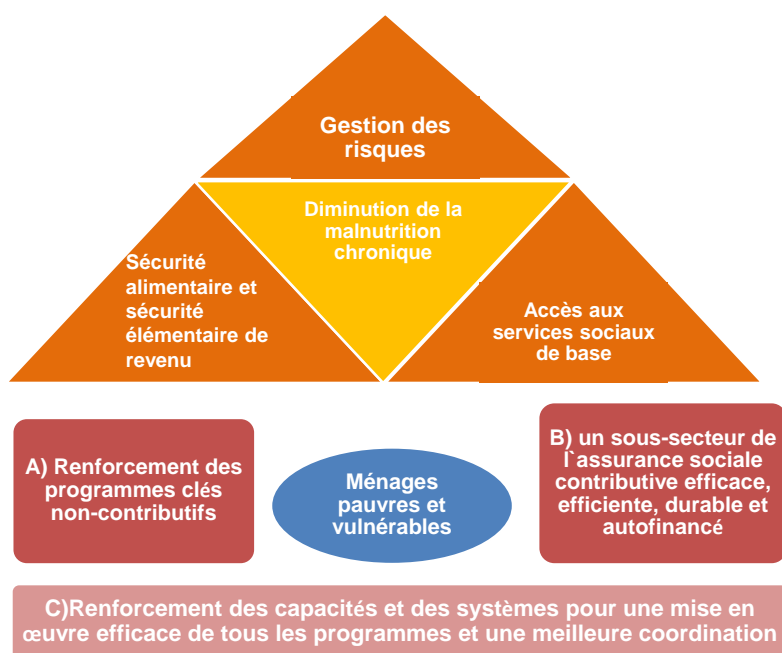 Gestion des
risques
Diminution de la
malnutrition
chronique
Sécurité
alimentaire et
sécurité
élémentaire de
revenu
Accès aux
services sociaux
de base
A) Renforcement des
programmes clés
non-contributifs
Ménages
pauvres et
vulnérables
B) un sous-secteur de
l`assurance sociale
contributive efficace,
efficiente, durable et
autofinancé
C)Renforcement des capacités et des systèmes pour une mise en
œuvre efficace de tous les programmes et une meilleure coordination